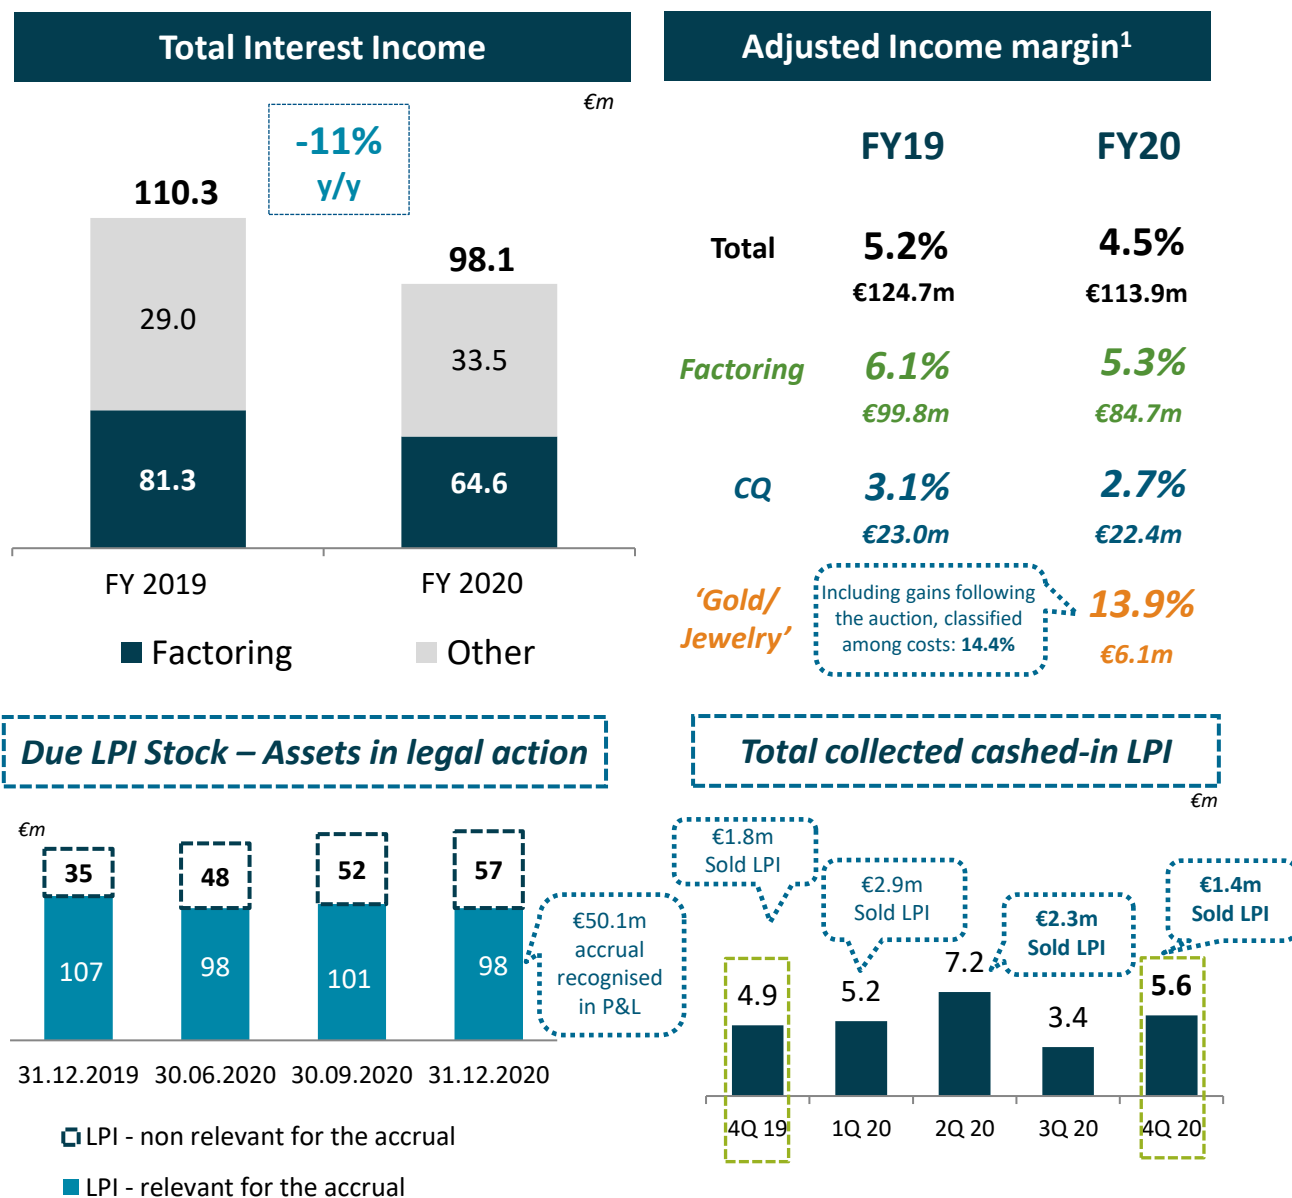 Total Interest Income
€m
-11%
y/y
110.3
98.1
29.0
33.5
81.3
64.6
FY 2019
FY 2020
Factoring
Other
Adjusted Income margin¹
FY19
FY20
Total
5.2%
4.5%
€124.7m
€113.9m
Factoring
6.1%
5.3%
€99.8m
€84.7m
CQ
3.1%
2.7%
€23.0m
€22.4m
‘Gold/
Jewelry’
Including gains following
the auction, classified
among costs: 14.4%
13.9%
€6.1m
Due LPI Stock – Assets in legal action
€m
35
48
52
57
107
98
101
98
€50.1m
accrual
recognised
in P&L
31.12.2019
30.06.2020
30.09.2020
31.12.2020
LPI - non relevant for the accrual
LPI - relevant for the accrual
Total collected cashed-in LPI
€m
€1.8m
Sold LPI
€2.9m
Sold LPI
€2.3m
Sold LPI
€1.4m
Sold LPI
4.9
5.2
7.2
3.4
5.6
4Q 19
1Q 20
2Q 20
3Q 20
4Q 20